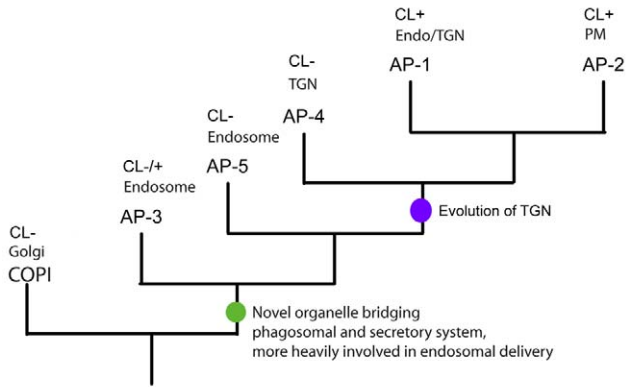 CL+
Endo/TGN
AP-1
CL+
PM
AP-2
CL-
TGN
AP-4
CL-
Endosome
AP-5
CL-/+
Endosome
AP-3
CL-
Golgi
COPI
Evolution of TGN
Novel organelle bridging
phagosomal and secretory system,
more heavily involved in endosomal delivery